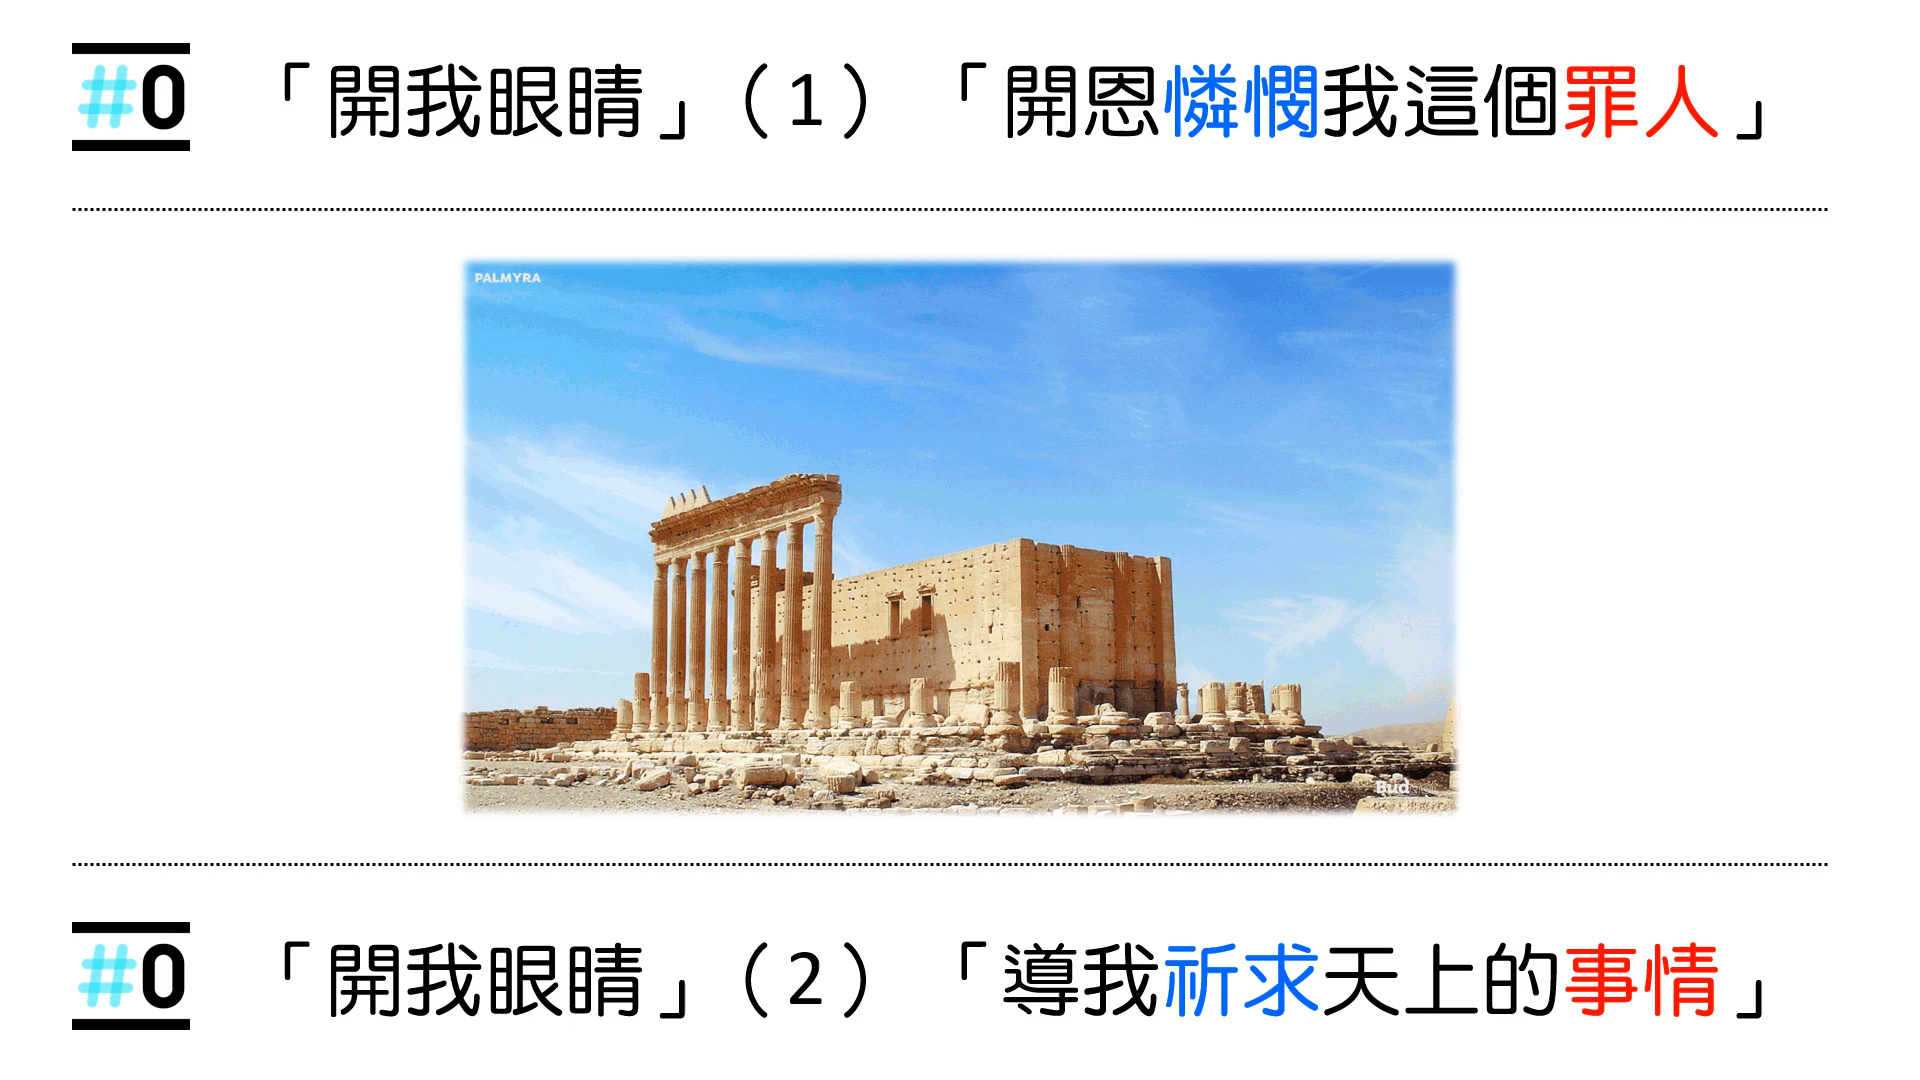 #0 「開我眼睛」（1） 「開恩憐憫我這個罪人」
PALMYRA
Bud
#0 「開我眼睛」（2） 「導我祈求天上的事情」